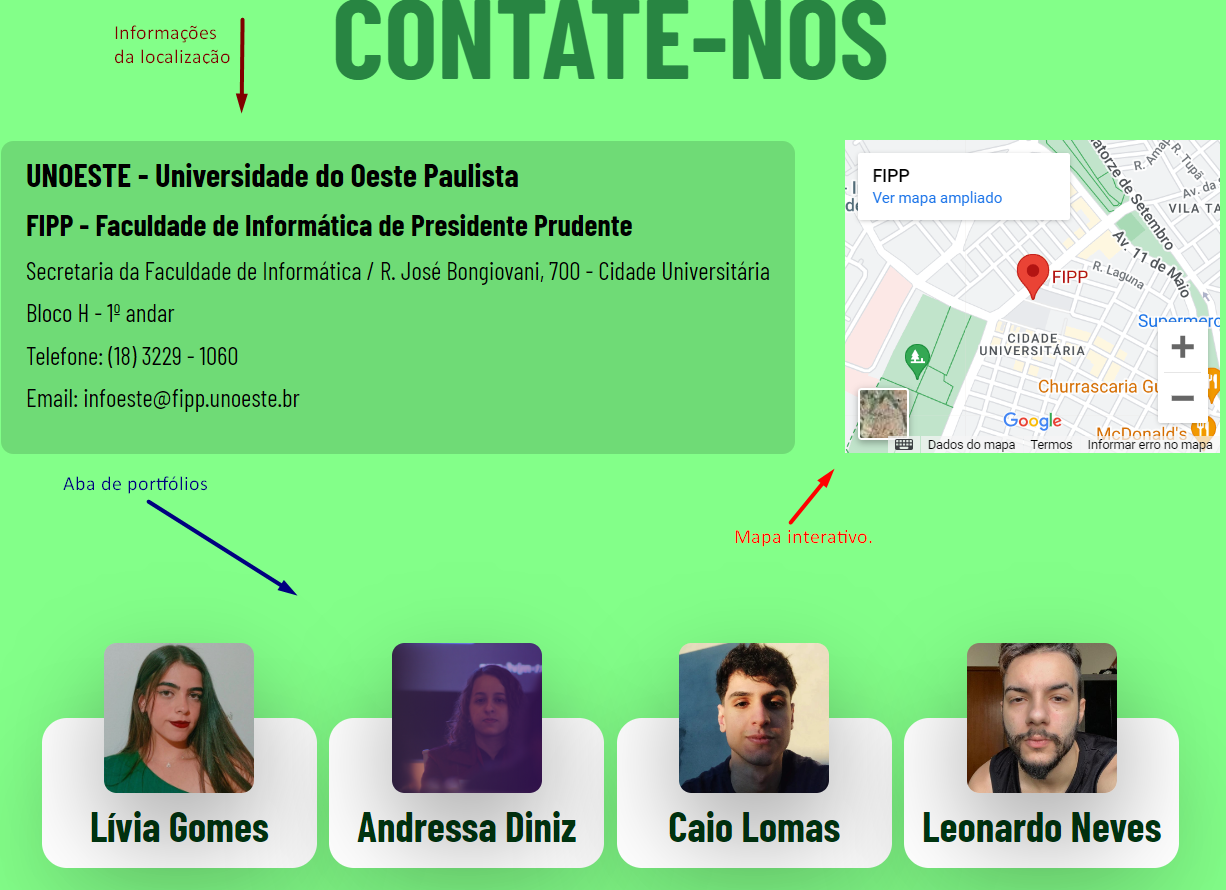 CONTATE-NOS
Informações
da localização
UNOESTE - Universidade do Oeste Paulista
FIPP - Faculdade de Informática de Presidente Prudente
Secretaria da Faculdade de Informática / R. José Bongiovani, 700 - Cidade Universitária
Bloco H - 1º andar
Telefone: (18) 3229 - 1060
Email: infoeste@fipp.unoeste.br
FIPP
Ver mapa ampliado
R. Tupã
Av. da
VILA TA
atorze de Setembro
Av. 11 de Maio
R. Laguna
FIPP
Supermerc
CIDADE
UNIVERSITÁRIA
Churrascaria Gu
Google
McDonald's
Dados do mapa
Termos
Informar erro no mapa
Aba de portfólios
Mapa interativo.
Lívia Gomes
Andressa Diniz
Caio Lomas
Leonardo Neves